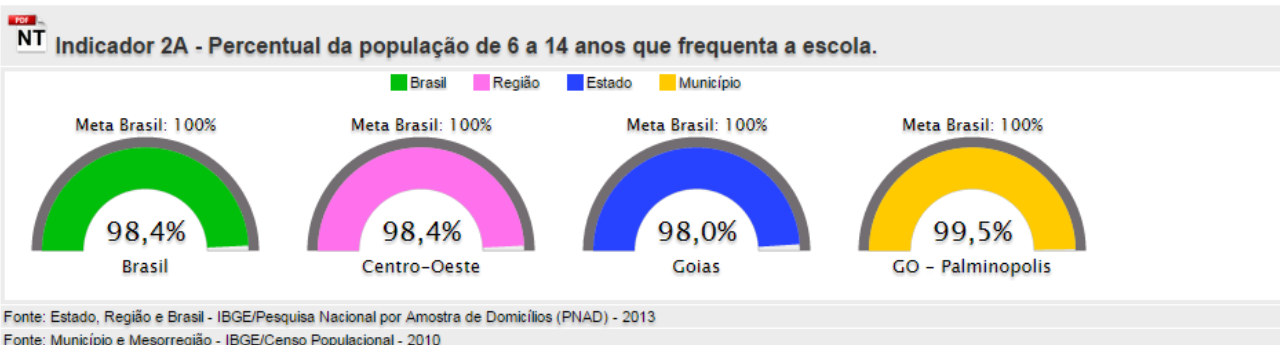 PDF
NT
Indicador 2A - Percentual da população de 6 a 14 anos que frequenta a escola.
Brasil Região Estado Município
Meta Brasil: 100% Meta Brasil: 100% Meta Brasil: 100% Meta Brasil: 100%
98,4% 98,4% 98,0% 99,5%
Brasil Centro-Oeste Goias GO - Palminopolis
Fonte: Estado, Região e Brasil - IBGE/Pesquisa Nacional por Amostra de Domicílios (PNAD) - 2013
Fonte: Município e Mesorregião - IBGE/Censo Populacional - 2010